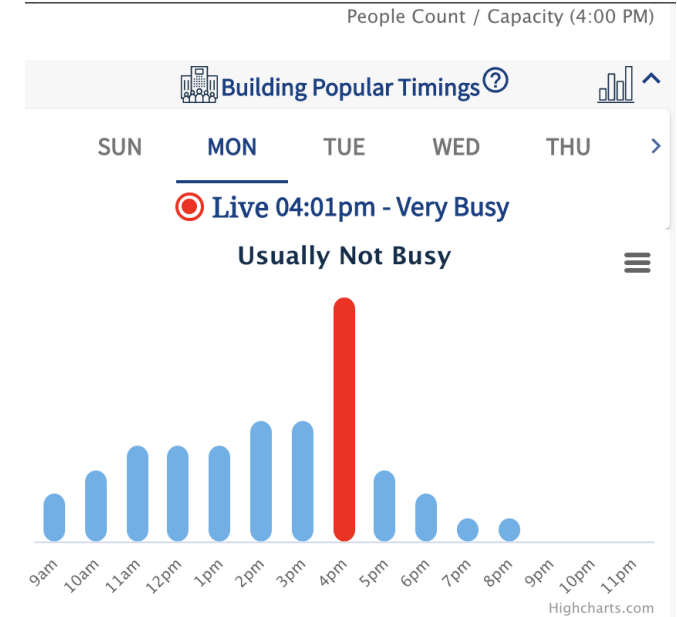 People Count / Capacity (4:00 PM)
Building Popular Timings ?
SUN MON TUE WED THU >
Live 04:01pm - Very Busy
Usually Not Busy
9am 10am 11am 12pm 1pm 2pm 3pm 4pm 5pm 6pm 7pm 8pm 9pm 10pm 11pm
Highcharts.com